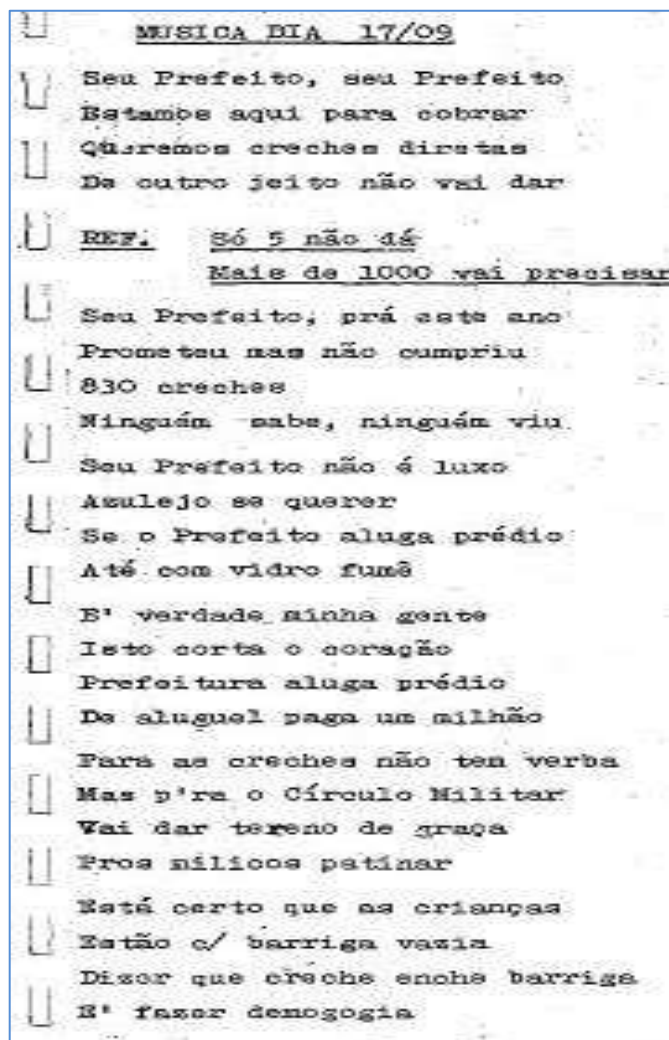 MUSICA DIA 17/09
Seu Prefeito, seu Prefeito
Estamos aqui para cobrar
Queremos creches diretas
De outro jeito não vai dar
REF. Só 5 não dá
Mais de 1000 vai precisar
Seu Prefeito, prá este ano
Prometeu mas não cumpriu
830 creches
Ninguém sabe, ninguém viu
Seu Prefeito não é luxo
Azulejo se querer
Se o Prefeito aluga prédio
Até com vidro fumê
E' verdade minha gente
Isto corta o coração
Prefeitura aluga prédio
De aluguel paga um milhão
Para as creches não tem verba
Mas p'ra o Círculo Militar
Vai dar tereno de graça
Pros milicos patinar
Está certo que as crianças
Estão c/ barriga vazia
Dizer que creche enche barriga
E' fazer demogogia